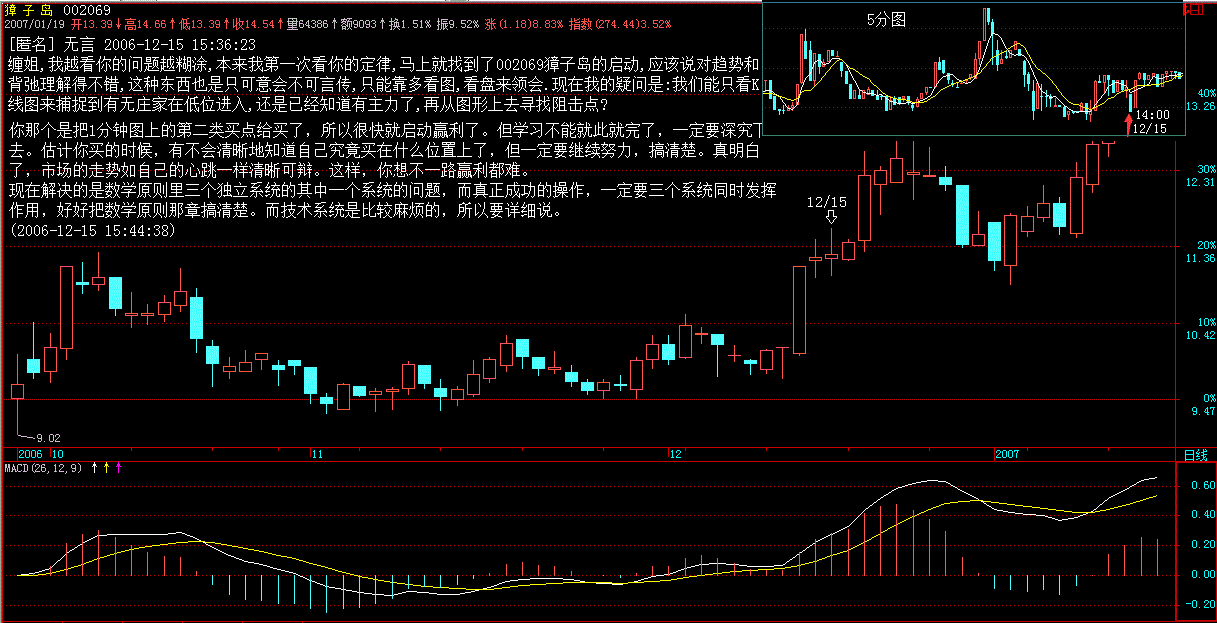 獐子岛 002069
2007/01/19 开13.39↓高14.66↑低13.39↑收14.54↑量64386↑额9093↑换1.51% 振9.52% 涨(1.18)8.83% 指数(274.44)3.52%
5分图
[匿名] 无言 2006-12-15 15:36:23
缠姐,我越看你的问题越糊涂,本来我第一次看你的定律,马上就找到了002069獐子岛的启动,应该说对趋势和
背弛理解得不错,这种东西也是只可意会不可言传,只能靠多看图,看盘来领会.现在我的疑问是:我们能只看K
线图来捕捉到有无庄家在低位进入,还是已经知道有主力了,再从图形上去寻找阻击点?
你那个是把1分钟图上的第二类买点给买了，所以很快就启动赢利了。但学习不能就此就完了，一定要深究下
去。估计你买的时候，有不会清晰地知道自己究竟买在什么位置上了，但一定要继续努力，搞清楚。真明白
了，市场的走势如自己的心跳一样清晰可辩。这样，你想不一路赢利都难。
现在解决的是数学原则里三个独立系统的其中一个系统的问题，而真正成功的操作，一定要三个系统同时发挥
作用，好好把数学原则那章搞清楚。而技术系统是比较麻烦的，所以要详细说。
(2006-12-15 15:44:38)
14:00
12/15
12/15
40%
13.26
30%
12.31
20%
11.36
10%
10.42
0%
9.47
9.02
2006 10
11
12
2007
日线
MACD(26,12,9)
0.60
0.40
0.20
0.00
-0.20